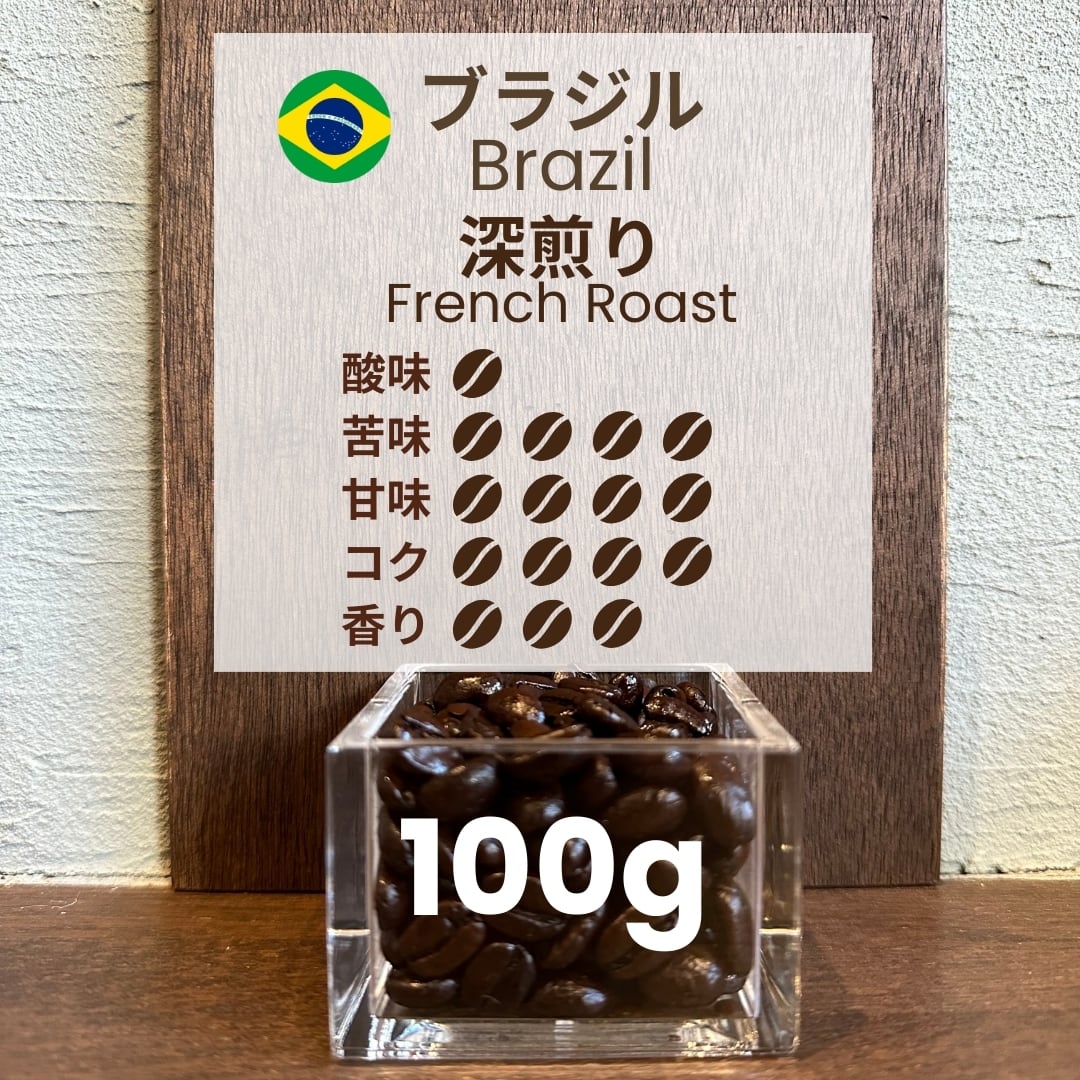 ブラジル
Brazil
深煎り
French Roast
酸味
苦味
甘味
コク
香り
100g